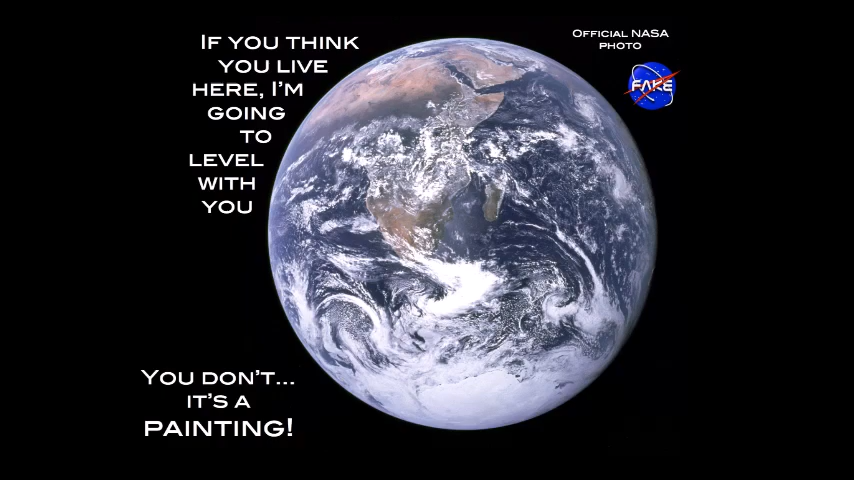 If you think
you live
here, I'm
going
to
level
with
you
Official NASA
photo
FAKE
You don't...
it's a
painting!